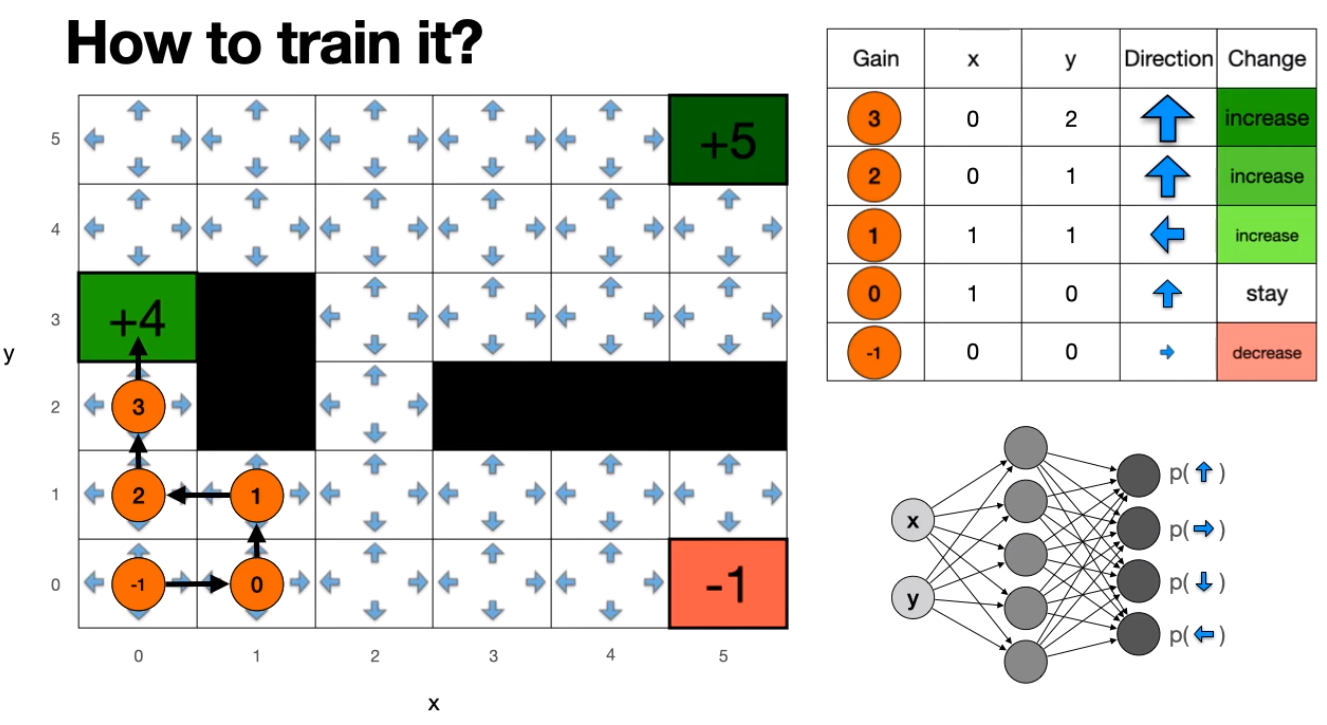 How to train it?
Gain x y Direction Change
3 0 2 increase
2 0 1 increase
1 1 1 increase
0 1 0 stay
-1 0 0 decrease
5 +5
4
3 +4
y
2 3
1 2 1
0 -1 0 -1
0 1 2 3 4 5
x
x
y
p( ⬆ )
p( ➡ )
p( ⬇ )
p( ⬅ )